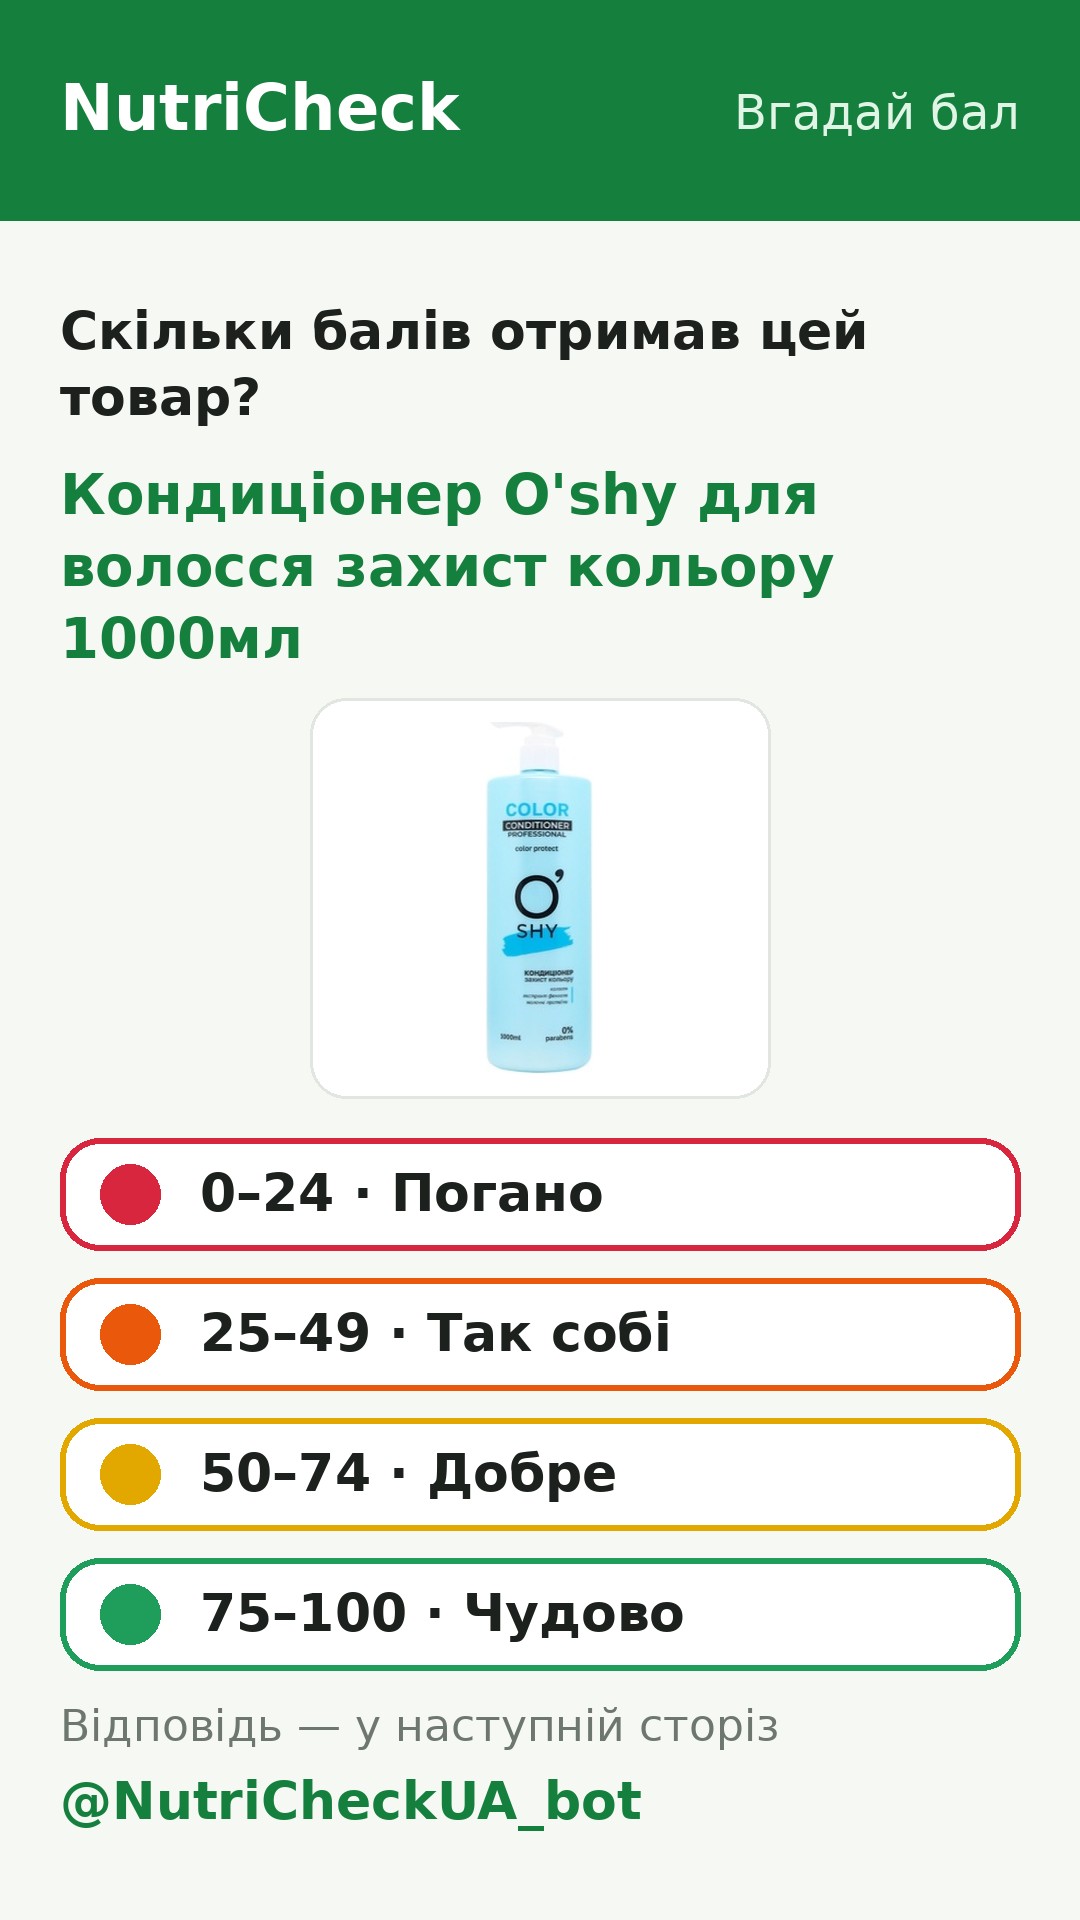 NutriCheck
Вгадай бал
Скільки балів отримав цей
товар?
Кондиціонер O'shy для
волосся захист кольору
1000мл
COLOR
CONDITIONER
PROFESSIONAL
color protect
O'
SHY
КОНДИЦІОНЕР
захист кольору
1000ml
0%
parabens
0–24 · Погано
25–49 · Так собі
50–74 · Добре
75–100 · Чудово
Відповідь — у наступній сторіз
@NutriCheckUA_bot